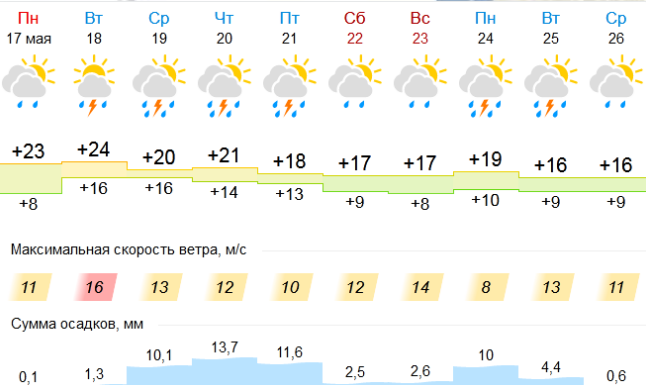 Пн Вт Ср Чт Пт Сб Вс Пн Вт Ср
17 мая 18 19 20 21 22 23 24 25 26
+23 +24 +20 +21 +18 +17 +17 +19 +16 +16
+8 +16 +16 +14 +13 +9 +8 +10 +9 +9
Максимальная скорость ветра, м/с
11 16 13 12 10 12 14 8 13 11
Сумма осадков, мм
0,1 1,3 10,1 13,7 11,6 2,5 2,6 10 4,4 0,6